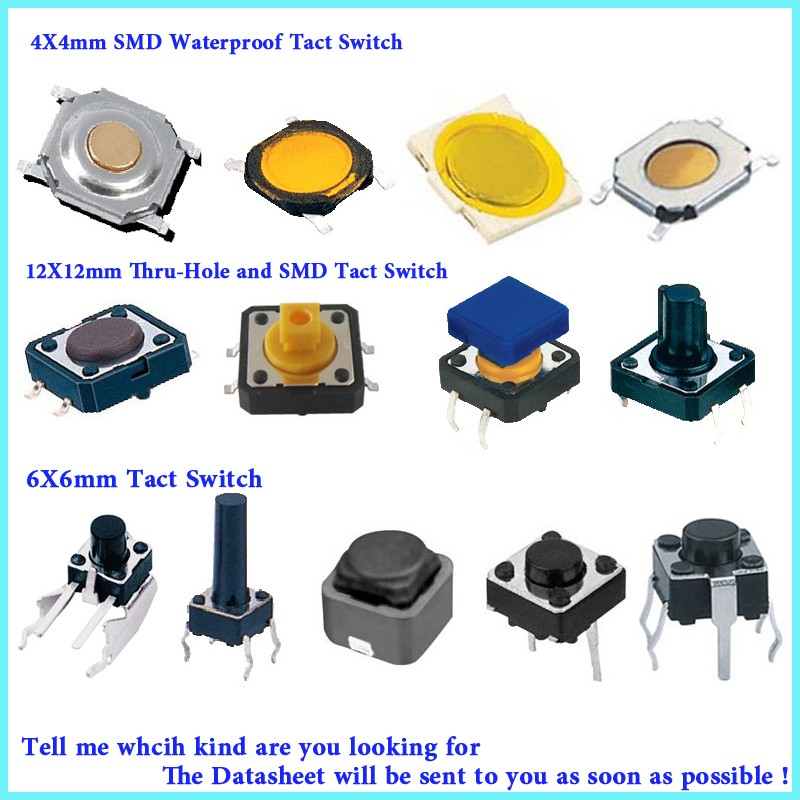 4X4mm SMD Waterproof Tact Switch
12X12mm Thru-Hole and SMD Tact Switch
6X6mm Tact Switch
Tell me whcih kind are you looking for
The Datasheet will be sent to you as soon as possible !